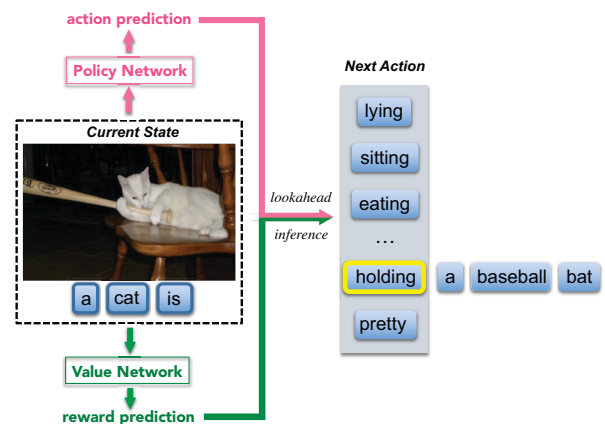 action prediction
Policy Network
Current State
a cat is
Value Network
reward prediction
lookahead
inference
Next Action
lying
sitting
eating
...
holding a baseball bat
pretty